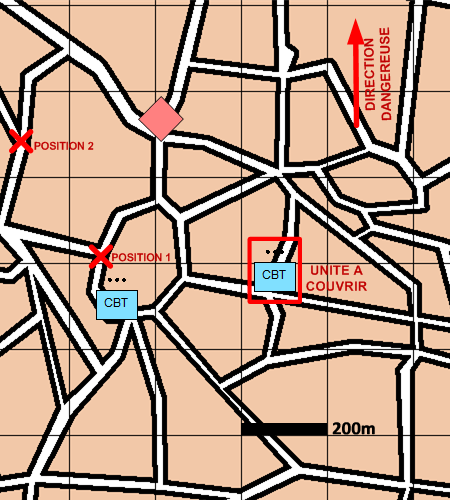 DIRECTION
DANGEREUSE
POSITION 2
POSITION 1
CBT
UNITE A
COUVRIR
CBT
200m